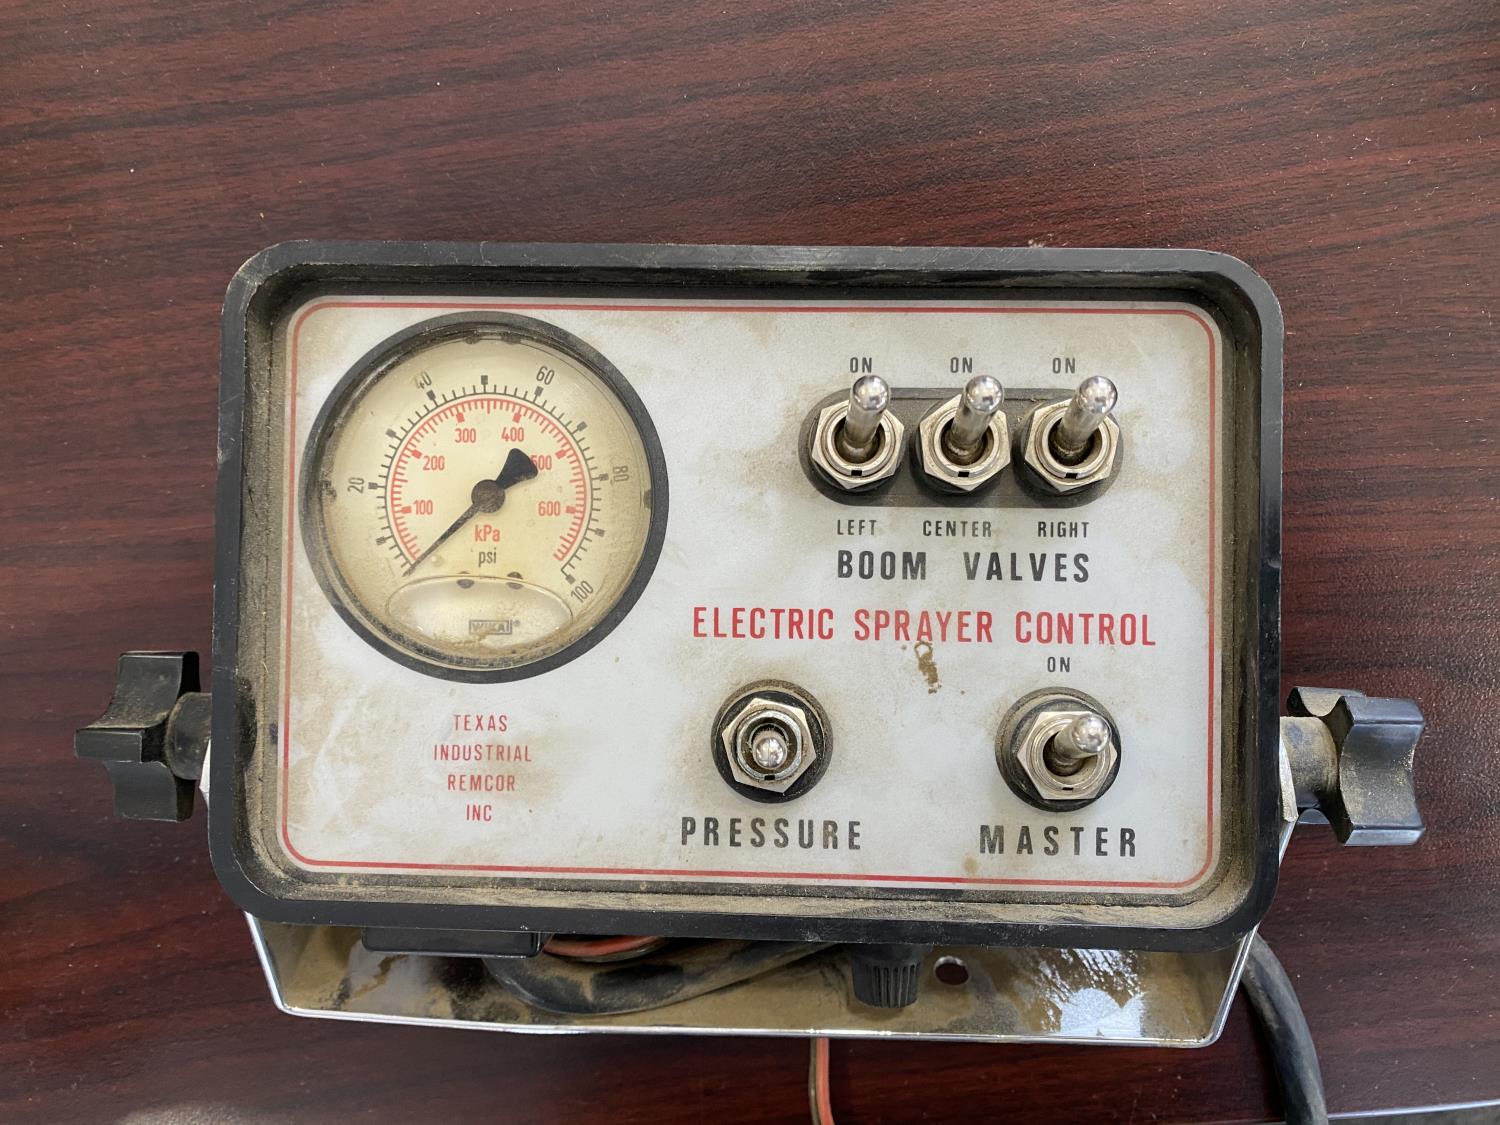 20
40
60
80
100
100
200
300
400
500
600
kPa
psi
WIKA®
ON ON ON
LEFT CENTER RIGHT
BOOM VALVES
ELECTRIC SPRAYER CONTROL
ON
TEXAS
INDUSTRIAL
REMCOR
INC
PRESSURE MASTER